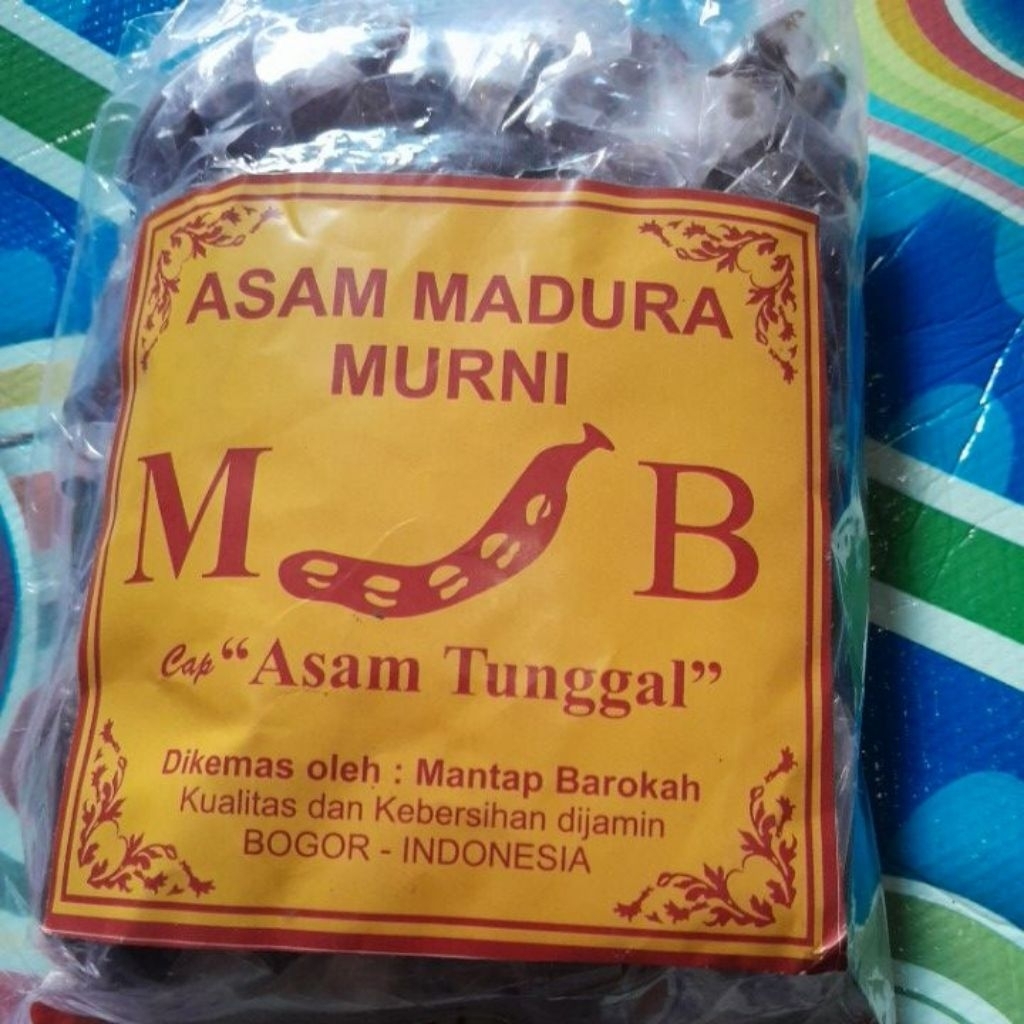 ASAM MADURA
MURNI
M B
Cap "Asam Tunggal"
Dikemas oleh : Mantap Barokah
Kualitas dan Kebersihan dijamin
BOGOR - INDONESIA